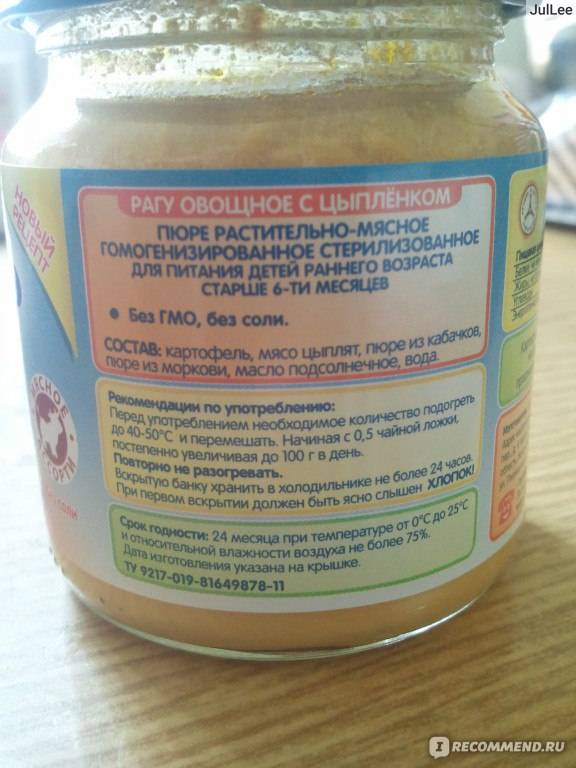 JulLee
НОВЫЙ
РЕЦЕПТ
РАГУ ОВОЩНОЕ С ЦЫПЛЁНКОМ
ПЮРЕ РАСТИТЕЛЬНО-МЯСНОЕ
ГОМОГЕНИЗИРОВАННОЕ СТЕРИЛИЗОВАННОЕ
ДЛЯ ПИТАНИЯ ДЕТЕЙ РАННЕГО ВОЗРАСТА
СТАРШЕ 6-ТИ МЕСЯЦЕВ
• Без ГМО, без соли.
СОСТАВ: картофель, мясо цыплят, пюре из кабачков,
пюре из моркови, масло подсолнечное, вода.
Рекомендации по употреблению:
Перед употреблением необходимое количество подогреть
до 40-50°С и перемешать. Начиная с 0,5 чайной ложки,
постепенно увеличивая до 100 г в день.
Повторно не разогревать.
Вскрытую банку хранить в холодильнике не более 24 часов.
При первом вскрытии должен быть ясно слышен ХЛОПОК!
Срок годности: 24 месяца при температуре от 0°С до 25°С
и относительной влажности воздуха не более 75%.
Дата изготовления указана на крышке.
ТУ 9217-019-81649878-11
соли
IRECOMMEND.RU